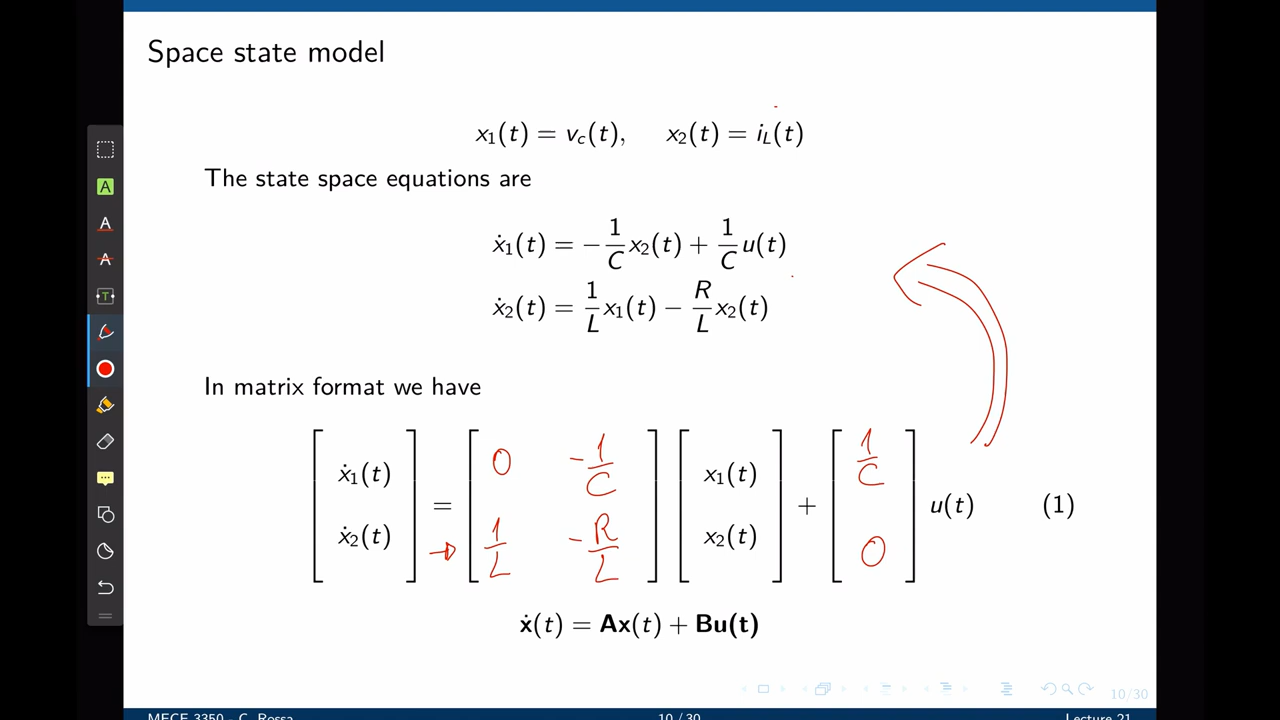 Space state model
x₁(t) = v_c(t), x₂(t) = i_L(t)
The state space equations are
ẋ₁(t) = −1/C x₂(t) + 1/C u(t)
ẋ₂(t) = 1/L x₁(t) − R/L x₂(t)
In matrix format we have
[ẋ₁(t) ẋ₂(t)] = [0 -1/C 1/L -R/L] [x₁(t) x₂(t)] + [1/C 0] u(t) (1)
ẋ(t) = Ax(t) + Bu(t)
10/30
MECE 3350 - C. Rossa 10 / 30 Lecture 21
A
A
A
T